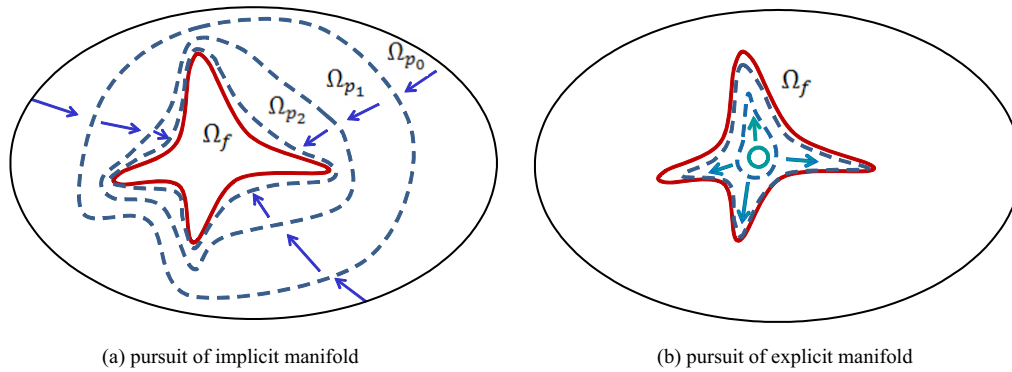 Ω_{p_0}
Ω_{p_1}
Ω_{p_2}
Ω_f
Ω_f
(a) pursuit of implicit manifold
(b) pursuit of explicit manifold